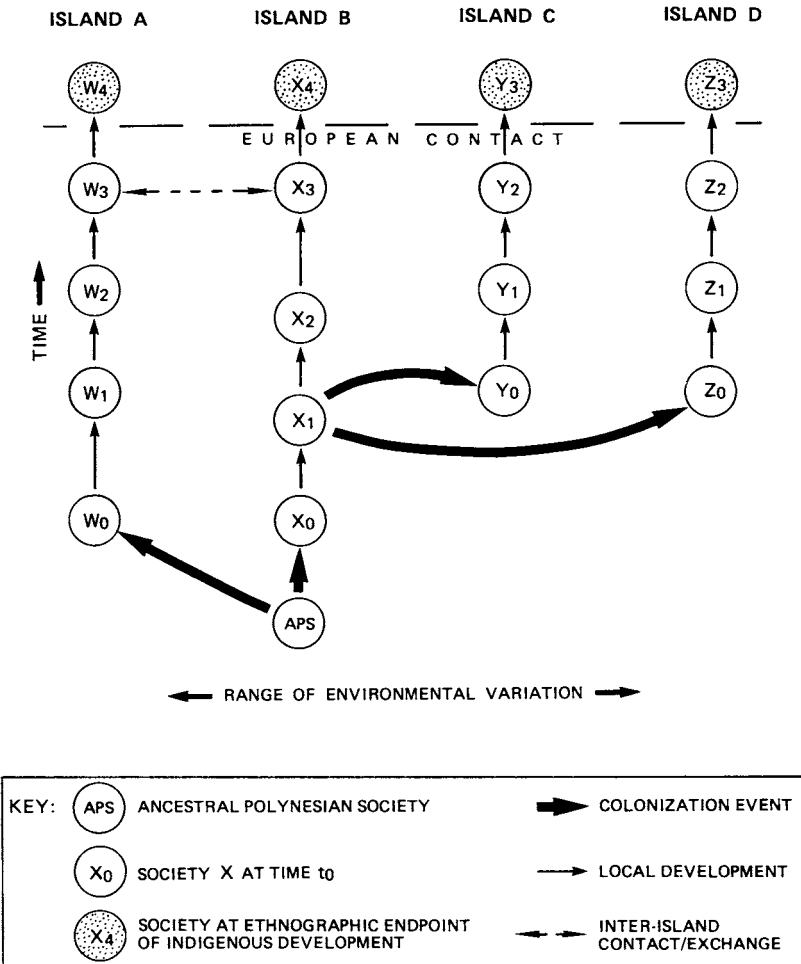 ISLAND A ISLAND B ISLAND C ISLAND D
W4 X4 Y3 Z3
EUROPEAN CONTACT
W3 X3 Y2 Z2
W2 X2 Y1 Z1
TIME
W1 X1 Y0 Z0
W0 X0
APS
RANGE OF ENVIRONMENTAL VARIATION
KEY: APS ANCESTRAL POLYNESIAN SOCIETY COLONIZATION EVENT
X0 SOCIETY X AT TIME t0 LOCAL DEVELOPMENT
X4 SOCIETY AT ETHNOGRAPHIC ENDPOINT INTER-ISLAND
OF INDIGENOUS DEVELOPMENT CONTACT/EXCHANGE